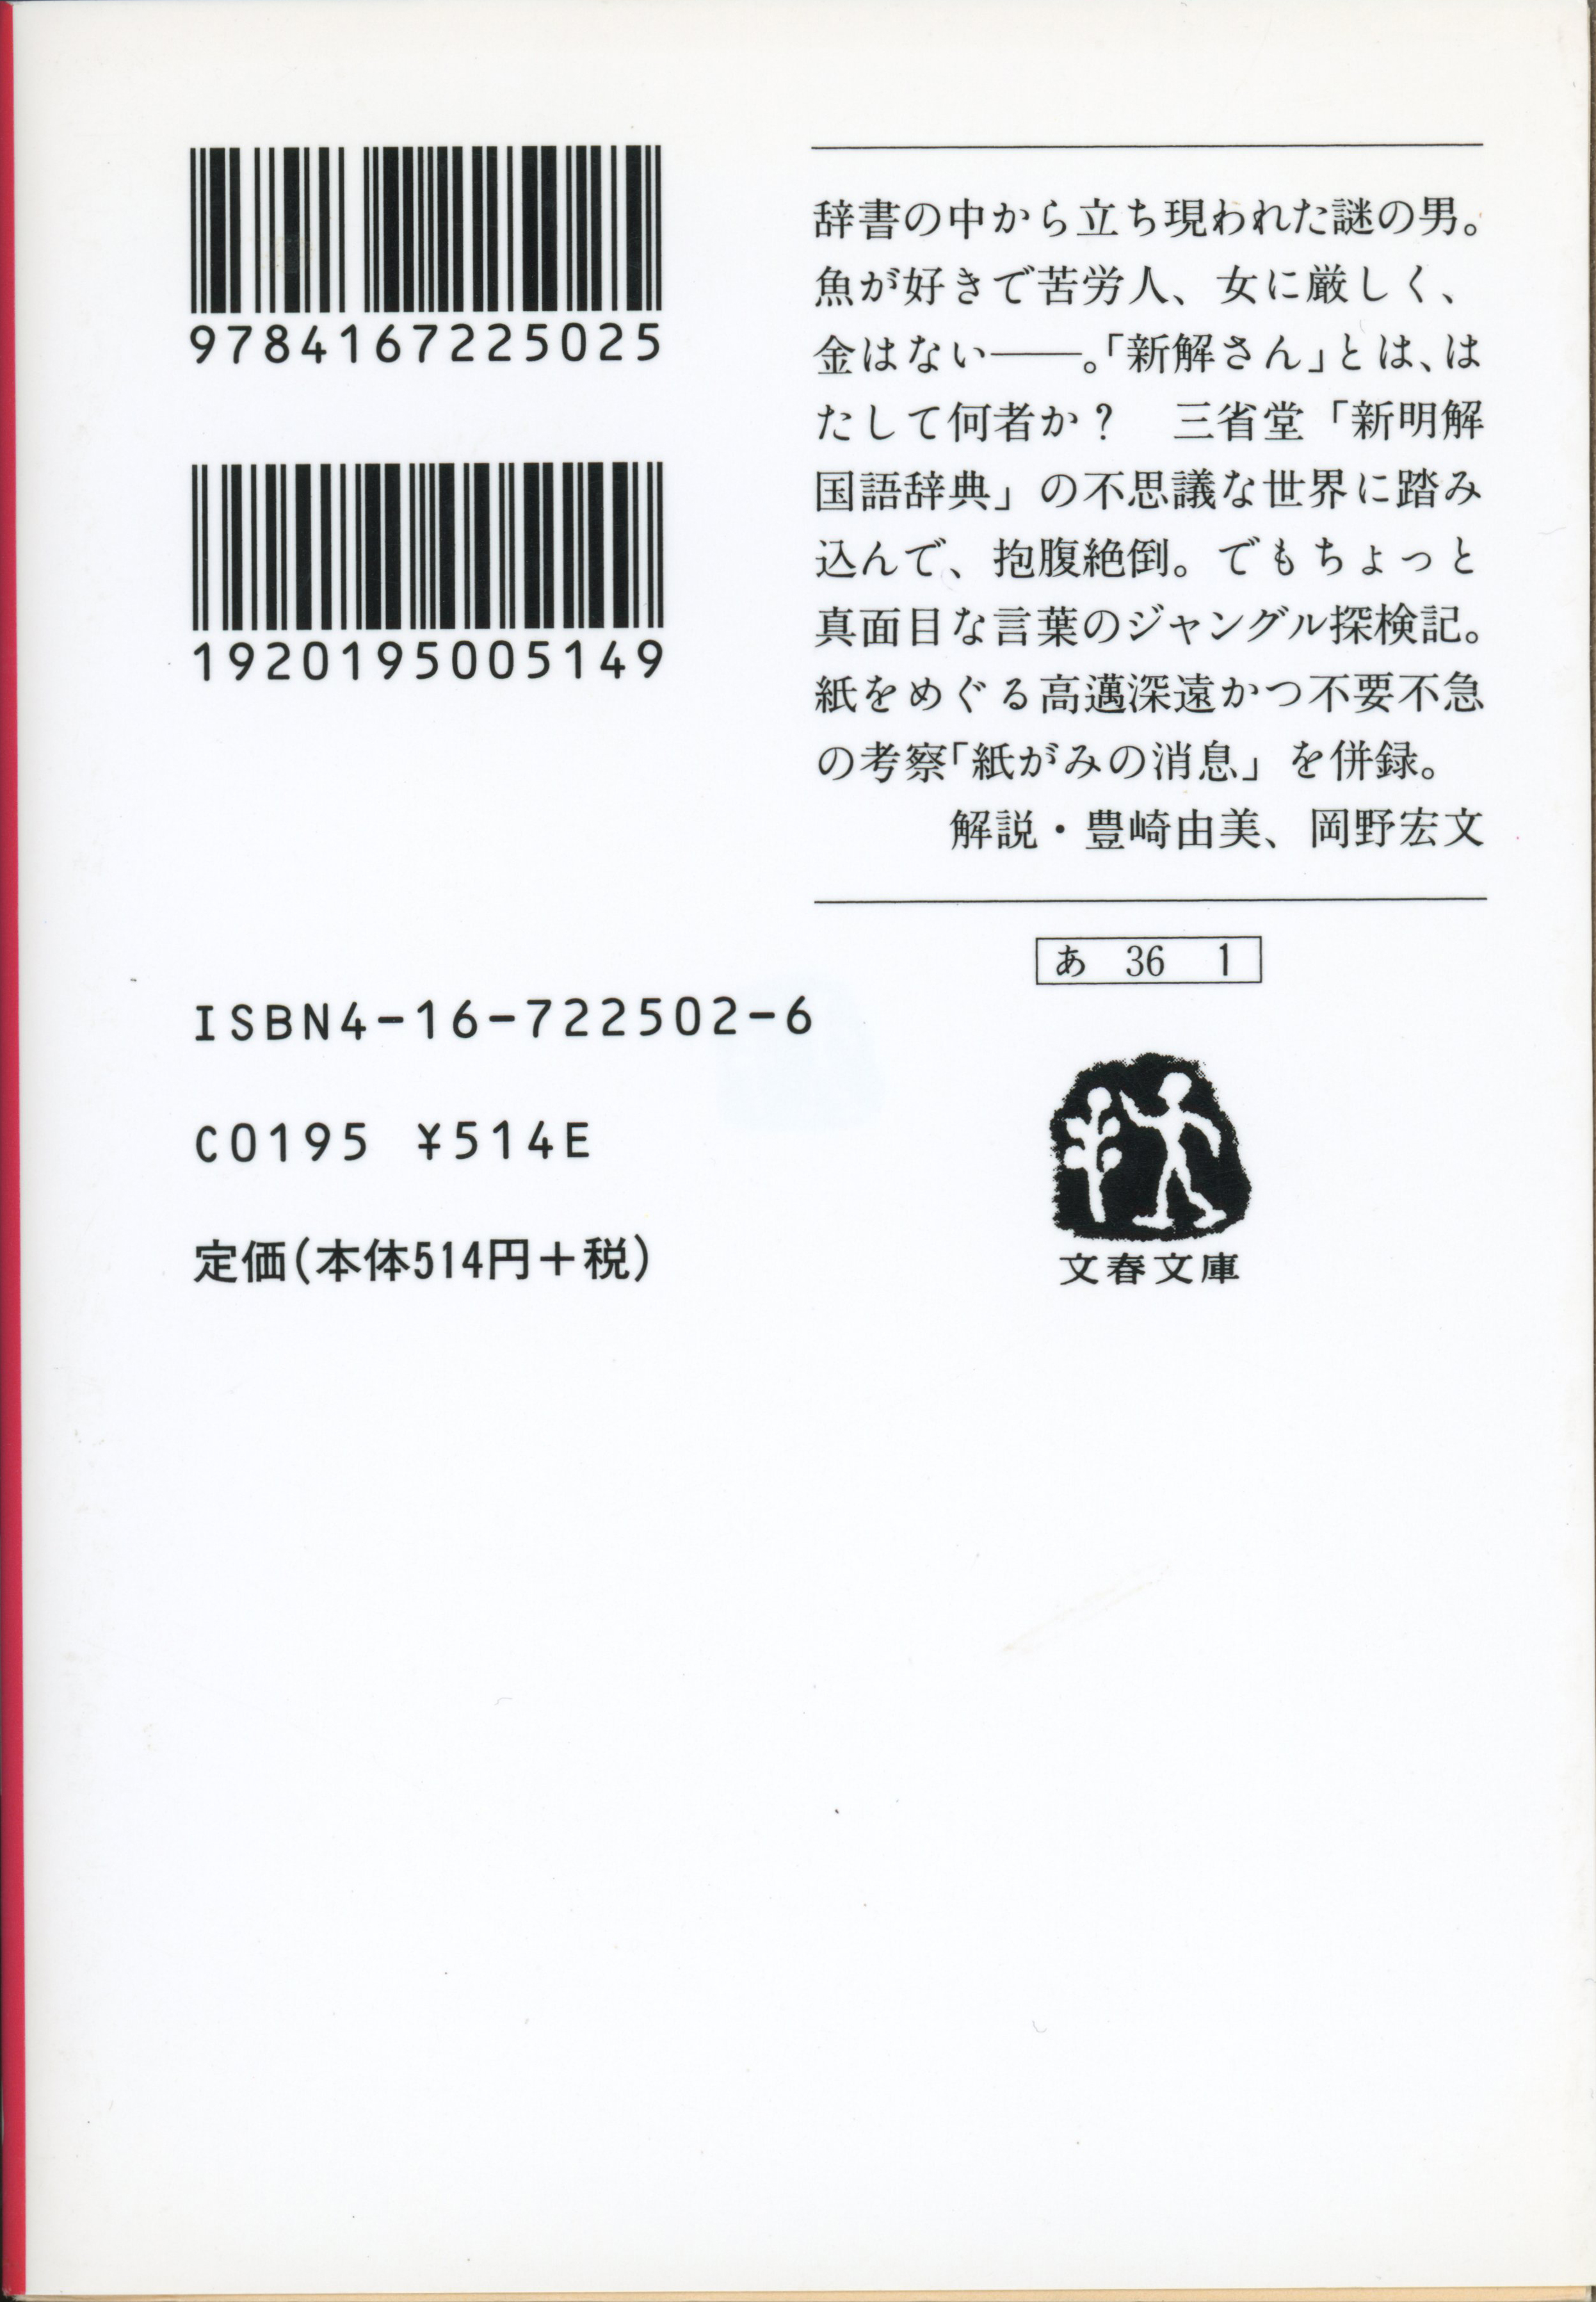 9784167225025
1920195005149
辞書の中から立ち現われた謎の男。
魚が好きで苦労人、女に厳しく、
金はない――。「新解さん」とは、は
たして何者か？　三省堂「新明解
国語辞典」の不思議な世界に踏み
込んで、抱腹絶倒。でもちょっと
真面目な言葉のジャングル探検記。
紙をめぐる高邁深遠かつ不要不急
の考察「紙がみの消息」を併録。
解説・豊崎由美、岡野宏文
あ 36 1
文春文庫
ISBN4-16-722502-6
C0195 ¥514E
定価(本体514円＋税)